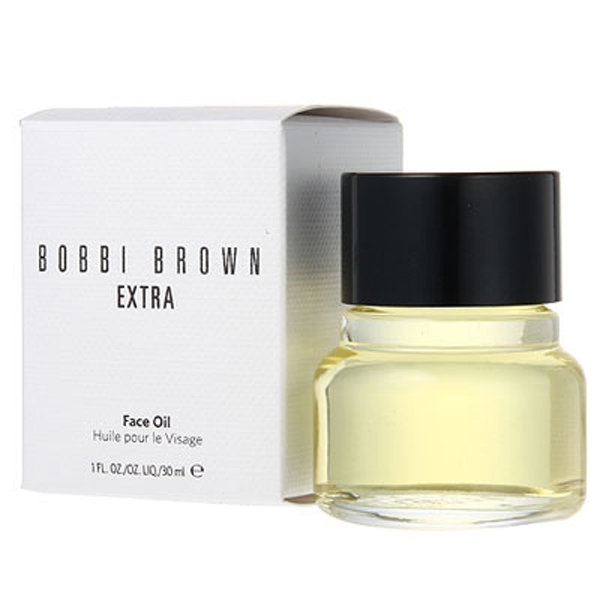 BOBBI BROWN
EXTRA
Face Oil
Huile pour le Visage
1 FL. OZ./OZ. LIQ./30 ml ℮